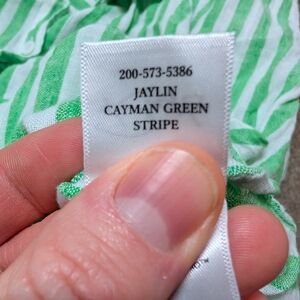 200-573-5386
JAYLIN
CAYMAN GREEN
STRIPE